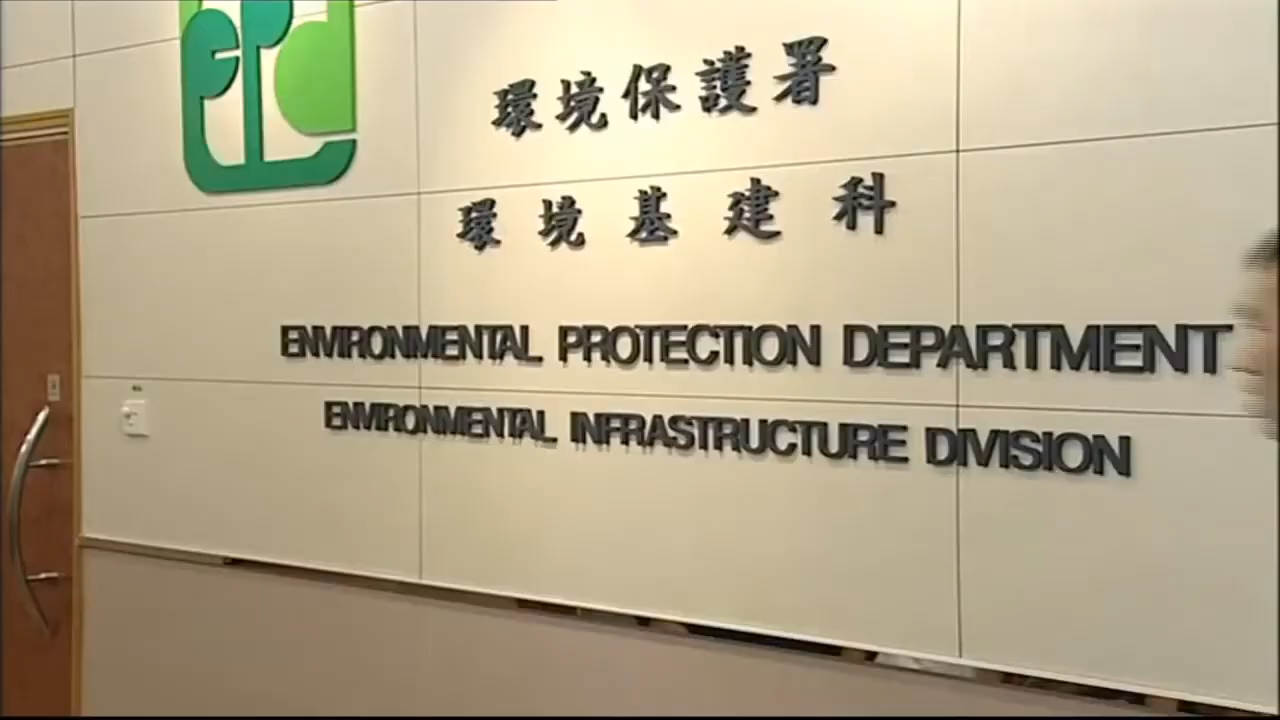 環境保護署
環境基建科
ENVIRONMENTAL PROTECTION DEPARTMENT
ENVIRONMENTAL INFRASTRUCTURE DIVISION